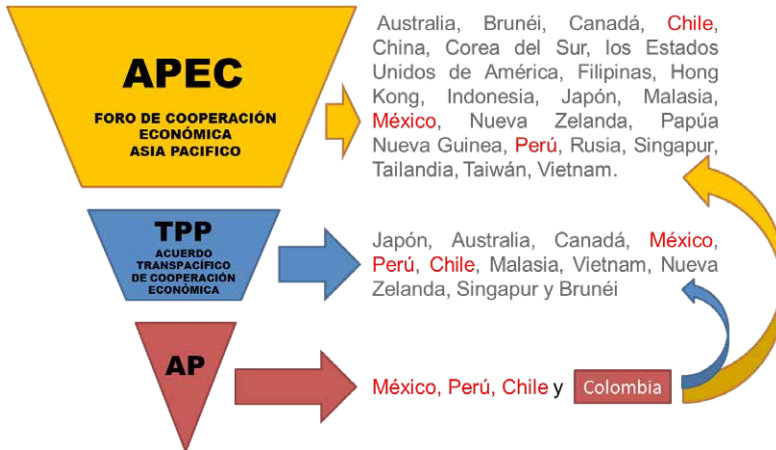 APEC
FORO DE COOPERACIÓN
ECONÓMICA
ASIA PACIFICO
Australia, Brunéi, Canadá, Chile,
China, Corea del Sur, los Estados
Unidos de América, Filipinas, Hong
Kong, Indonesia, Japón, Malasia,
México, Nueva Zelanda, Papúa
Nueva Guinea, Perú, Rusia, Singapur,
Tailandia, Taiwán, Vietnam.
TPP
ACUERDO
TRANSPACÍFICO
DE COOPERACIÓN
ECONÓMICA
Japón, Australia, Canadá, México,
Perú, Chile, Malasia, Vietnam, Nueva
Zelanda, Singapur y Brunéi
AP
México, Perú, Chile y Colombia